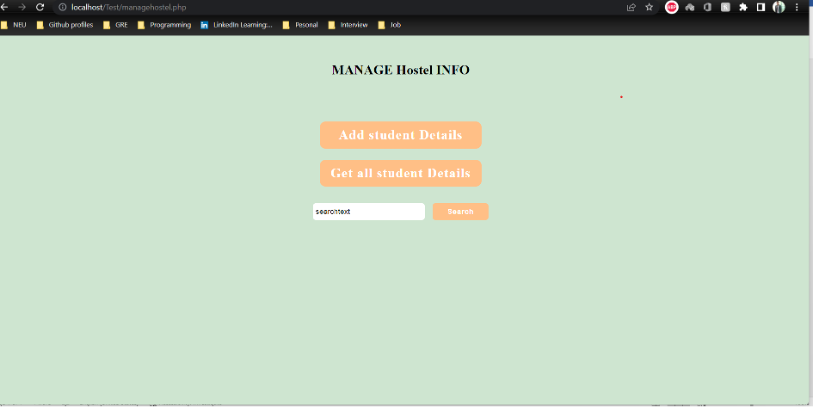 localhost/Test/managehostel.php
NEU Github profiles GRE Programming LinkedIn Learning:... Pesonal Interview Job
MANAGE Hostel INFO
Add student Details
Get all student Details
searchtext Search